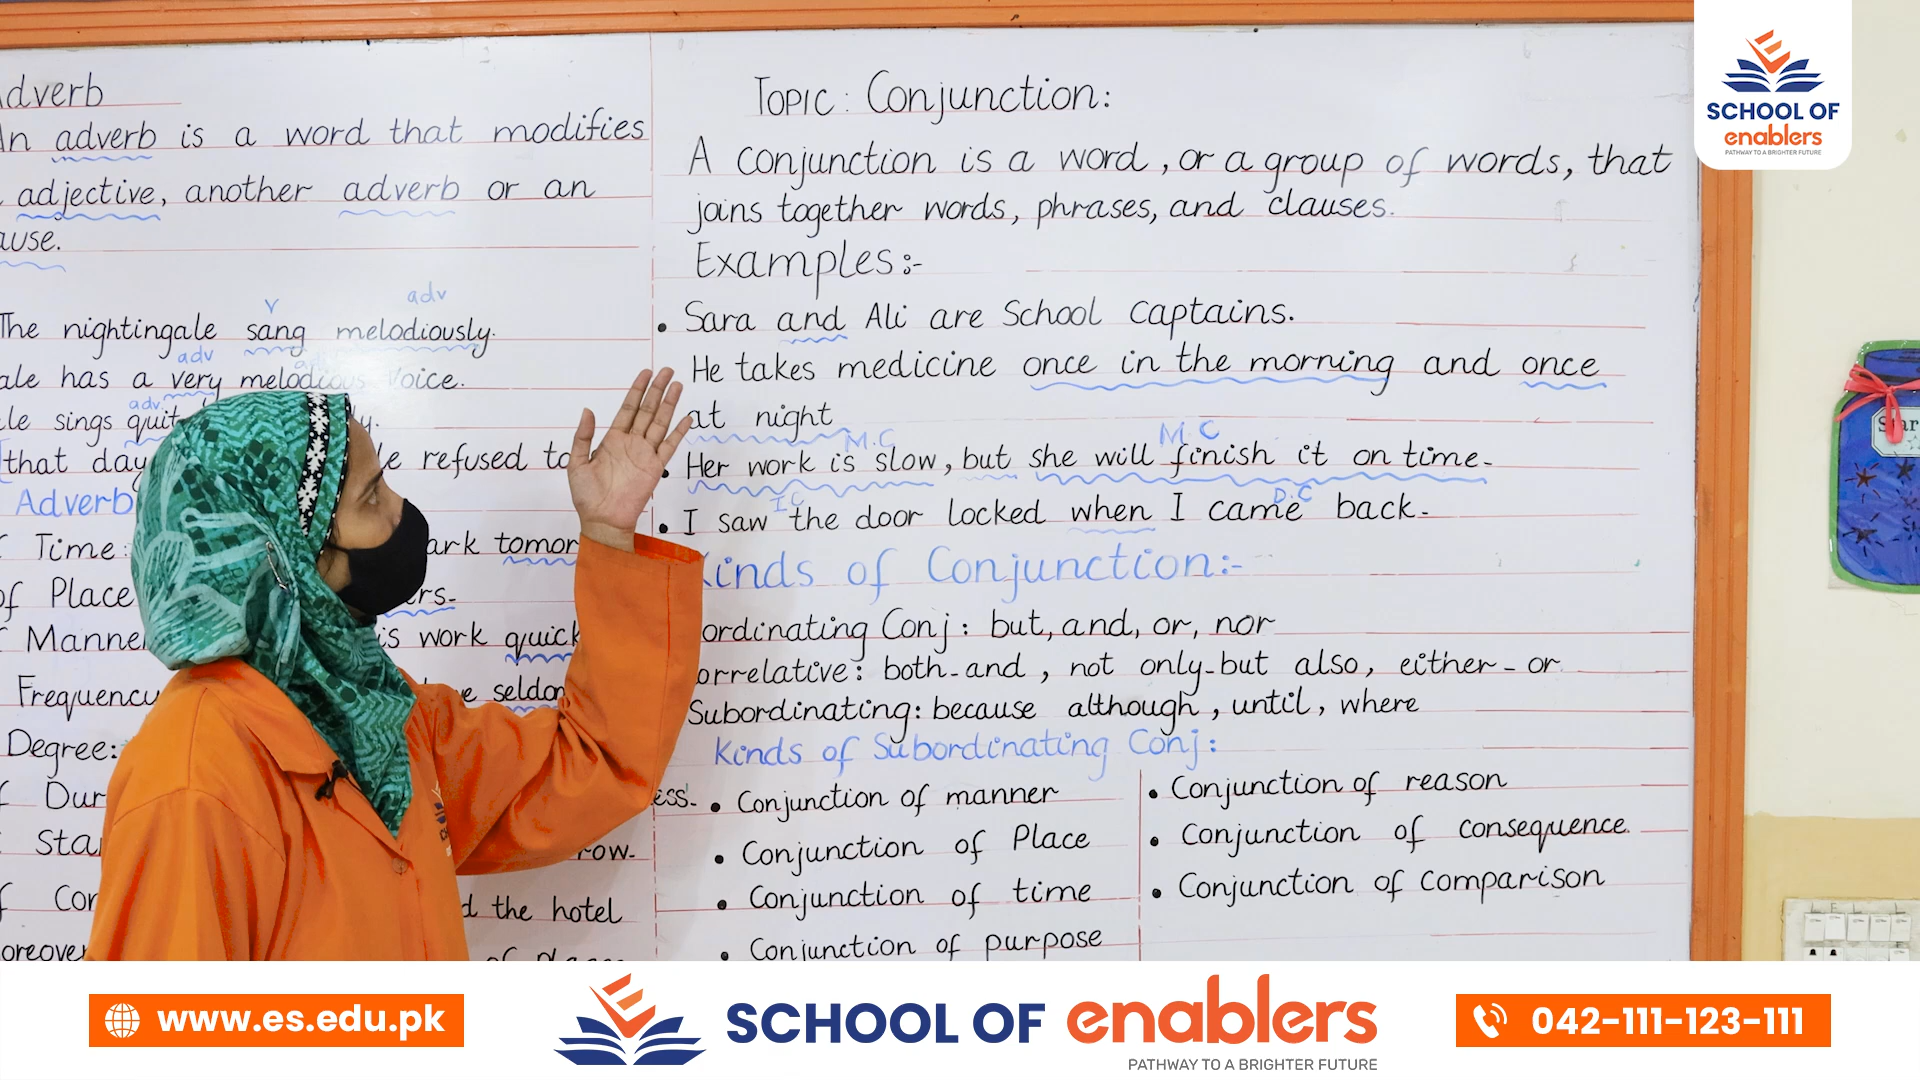 Adverb
An adverb is a word that modifies
adjective, another adverb or an
v adv
The nightingale sang melodiously.
adv
has a very melodious voice.
adv
sings
that day refused to
Adverb
Time:
of Place
work
Frequency
Degree:
the hotel
TOPIC: Conjunction:
A conjunction is a word, or a group of words, that
joins together words, phrases, and clauses.
Examples:-
• Sara and Ali are School Captains.
He takes medicine once in the morning and once
at night
M.C M.C
• Her work is slow, but she will finish it on time.
I.C D.C
• I saw the door locked when I came back.
Kinds of Conjunction:-
Conj: but, and, or, nor
both-and, not only-but also, either-or
Subordinating: because although, until, where
Kinds of Subordinating Conj:
• Conjunction of manner
• Conjunction of Place
• Conjunction of time
• Conjunction of purpose
• Conjunction of reason
• Conjunction of consequence.
• Conjunction of comparison
SCHOOL OF
enablers
PATHWAY TO A BRIGHTER FUTURE
www.es.edu.pk
SCHOOL OF enablers
PATHWAY TO A BRIGHTER FUTURE
042-111-123-111